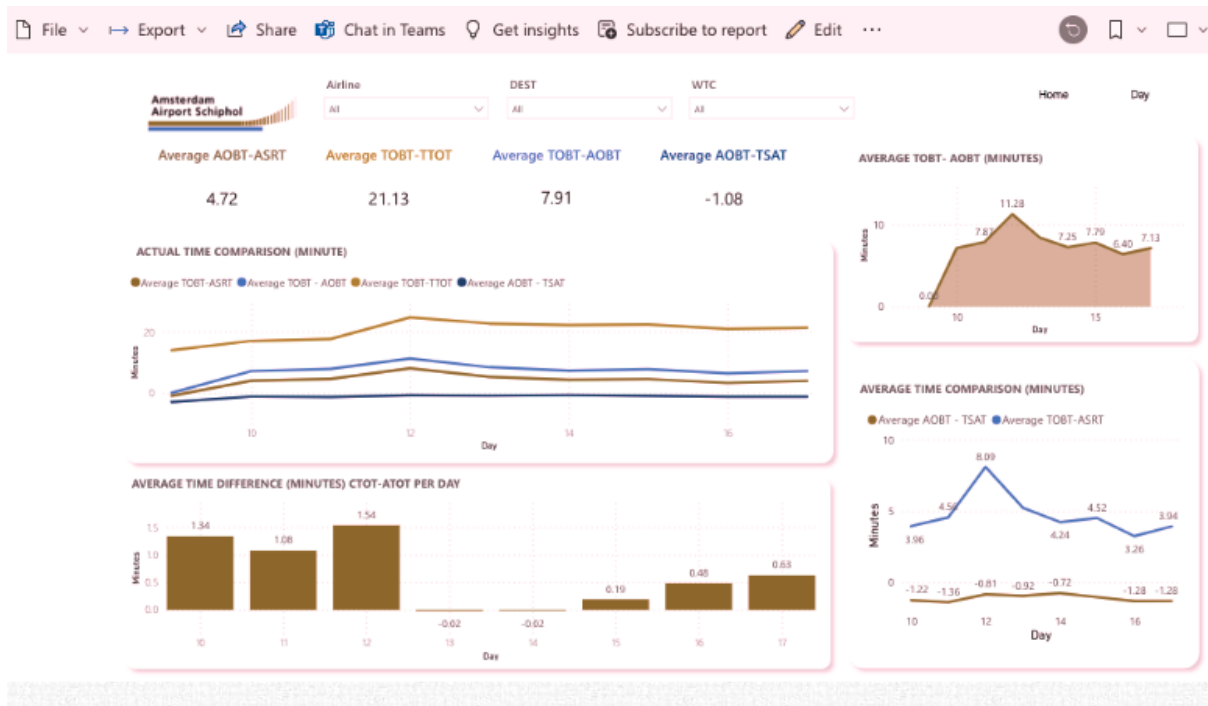 File Export Share Chat in Teams Get insights Subscribe to report Edit ...
Amsterdam
Airport Schiphol
Airline DEST WTC
All All All
Home Day
Average AOBT-ASRT Average TOBT-TTOT Average TOBT-AOBT Average AOBT-TSAT
4.72 21.13 7.91 -1.08
ACTUAL TIME COMPARISON (MINUTE)
Average TOBT-ASRT Average TOBT - AOBT Average TOBT-TTOT Average AOBT - TSAT
Minutes
20
0
10 12 14 16
Day
AVERAGE TIME DIFFERENCE (MINUTES) CTOT-ATOT PER DAY
Minutes
1.5
1.0
0.5
0.0
1.34 1.08 1.54 -0.02 -0.02 0.19 0.48 0.63
10 11 12 13 14 15 16 17
Day
AVERAGE TOBT- AOBT (MINUTES)
Minutes
10
0
7.87 11.28 7.25 7.79 6.40 7.13
10 15
Day
AVERAGE TIME COMPARISON (MINUTES)
Average AOBT - TSAT Average TOBT-ASRT
Minutes
10
5
0
3.96 8.09 4.24 4.52 3.26 3.94
-1.22 -1.36 -0.81 -0.92 -0.72 -1.28 -1.28
10 12 14 16
Day